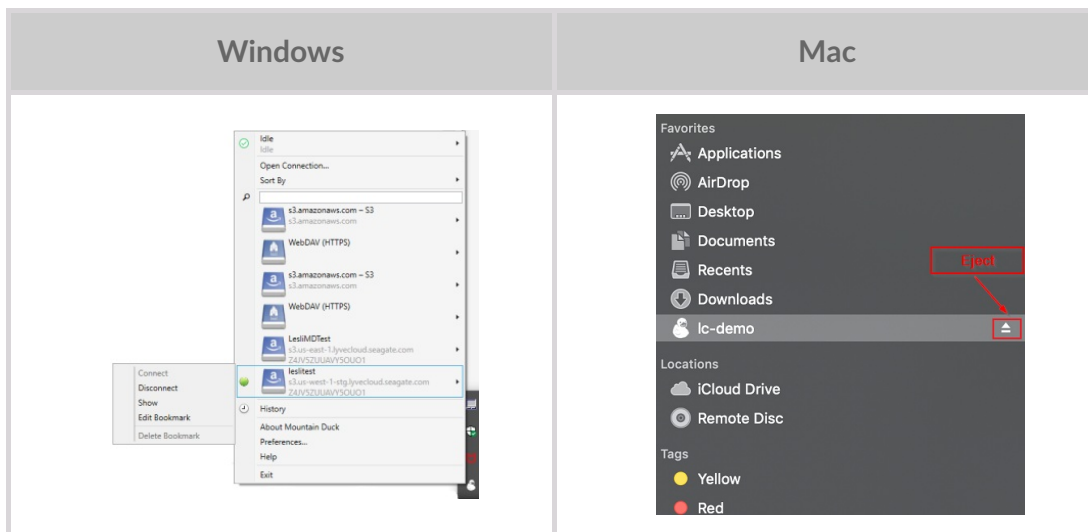 Windows
Mac
Idle
Idle
Open Connection...
Sort By
s3.amazonaws.com – S3
s3.amazonaws.com
WebDAV (HTTPS)
s3.amazonaws.com – S3
s3.amazonaws.com
WebDAV (HTTPS)
LesliMDTest
s3.us-east-1.lyvecloud.seagate.com
Z4JV5ZUUAVY5OUO1
leslitest
s3.us-west-1-stg.lyvecloud.seagate.com
Z4JV5ZUUAVY5OUO1
History
About Mountain Duck
Preferences...
Help
Exit
Connect
Disconnect
Show
Edit Bookmark
Delete Bookmark
Favorites
Applications
AirDrop
Desktop
Documents
Recents
Eject
Downloads
lc-demo
Locations
iCloud Drive
Remote Disc
Tags
Yellow
Red